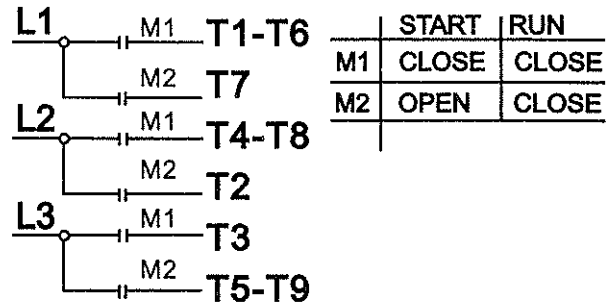 L1 M1 T1-T6
M2 T7
L2 M1 T4-T8
M2 T2
L3 M1 T3
M2 T5-T9
START RUN
M1 CLOSE CLOSE
M2 OPEN CLOSE